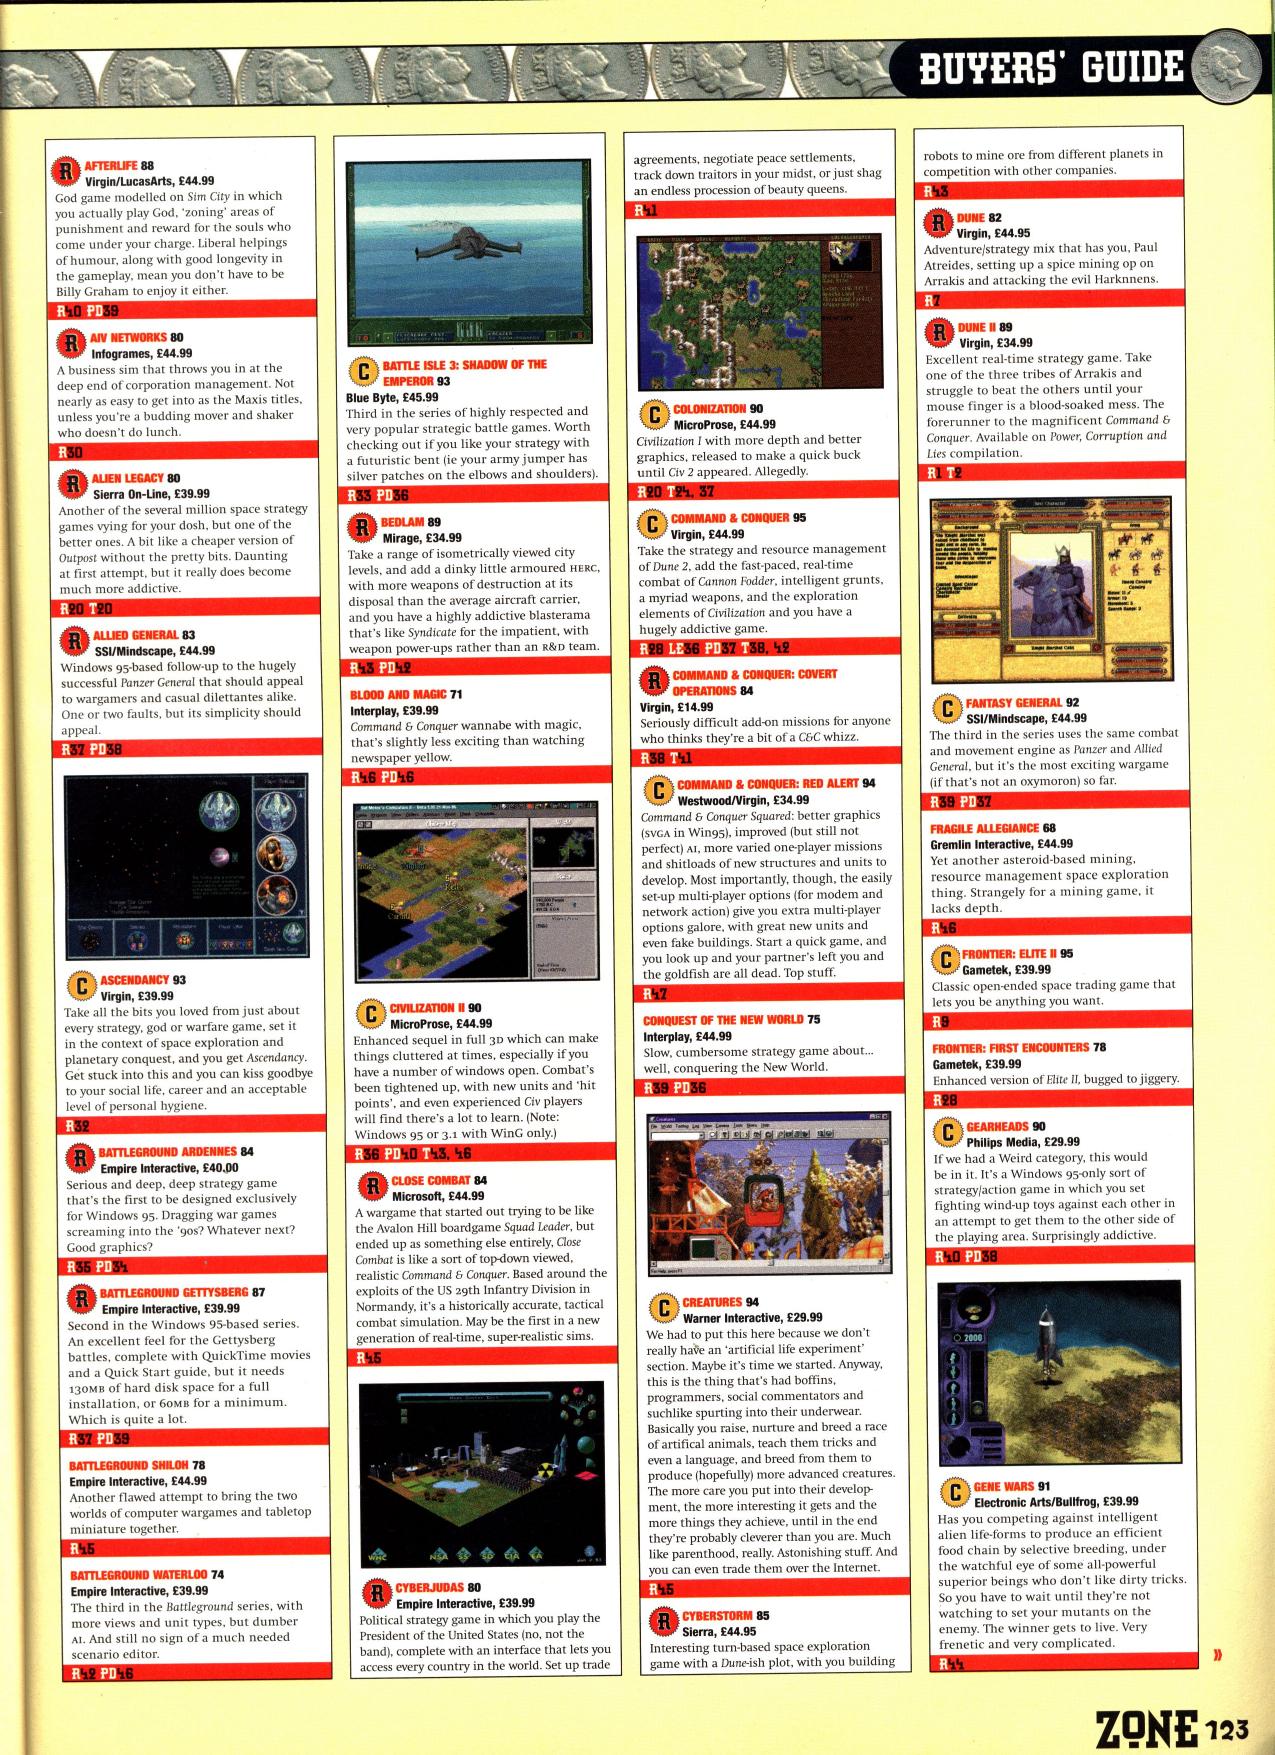 BUYERS' GUIDE
R AFTERLIFE 88
Virgin/LucasArts, £44.99
God game modelled on Sim City in which
you actually play God, 'zoning' areas of
punishment and reward for the souls who
come under your charge. Liberal helpings
of humour, along with good longevity in
the gameplay, mean you don't have to be
Billy Graham to enjoy it either.
R40 PD39
R AIV NETWORKS 80
Infogrames, £44.99
A business sim that throws you in at the
deep end of corporation management. Not
nearly as easy to get into as the Maxis titles,
unless you're a budding mover and shaker
who doesn't do lunch.
R30
R ALIEN LEGACY 80
Sierra On-Line, £39.99
Another of the several million space strategy
games vying for your dosh, but one of the
better ones. A bit like a cheaper version of
Outpost without the pretty bits. Daunting
at first attempt, but it really does become
much more addictive.
R20 T20
R ALLIED GENERAL 83
SSI/Mindscape, £44.99
Windows 95-based follow-up to the hugely
successful Panzer General that should appeal
to wargamers and casual dilettantes alike.
One or two faults, but its simplicity should
appeal.
R37 PD38
C ASCENDANCY 93
Virgin, £39.99
Take all the bits you loved from just about
every strategy, god or warfare game, set it
in the context of space exploration and
planetary conquest, and you get Ascendancy.
Get stuck into this and you can kiss goodbye
to your social life, career and an acceptable
level of personal hygiene.
R32
R BATTLEGROUND ARDENNES 84
Empire Interactive, £40.00
Serious and deep, deep strategy game
that's the first to be designed exclusively
for Windows 95. Dragging war games
screaming into the '90s? Whatever next?
Good graphics?
R35 PD34
R BATTLEGROUND GETTYSBERG 87
Empire Interactive, £39.99
Second in the Windows 95-based series.
An excellent feel for the Gettysberg
battles, complete with QuickTime movies
and a Quick Start guide, but it needs
130MB of hard disk space for a full
installation, or 60MB for a minimum.
Which is quite a lot.
R37 PD39
BATTLEGROUND SHILOH 78
Empire Interactive, £44.99
Another flawed attempt to bring the two
worlds of computer wargames and tabletop
miniature together.
R45
BATTLEGROUND WATERLOO 74
Empire Interactive, £39.99
The third in the Battleground series, with
more views and unit types, but dumber
AI. And still no sign of a much needed
scenario editor.
R42 PD46
C BATTLE ISLE 3: SHADOW OF THE
EMPEROR 93
Blue Byte, £45.99
Third in the series of highly respected and
very popular strategic battle games. Worth
checking out if you like your strategy with
a futuristic bent (ie your army jumper has
silver patches on the elbows and shoulders).
R33 PD36
R BEDLAM 89
Mirage, £34.99
Take a range of isometrically viewed city
levels, and add a dinky little armoured HERC,
with more weapons of destruction at its
disposal than the average aircraft carrier,
and you have a highly addictive blasterama
that's like Syndicate for the impatient, with
weapon power-ups rather than an R&D team.
R43 PD42
BLOOD AND MAGIC 71
Interplay, £39.99
Command & Conquer wannabe with magic,
that's slightly less exciting than watching
newspaper yellow.
R46 PD46
C CIVILIZATION II 90
MicroProse, £44.99
Enhanced sequel in full 3D which can make
things cluttered at times, especially if you
have a number of windows open. Combat's
been tightened up, with new units and 'hit
points', and even experienced Civ players
will find there's a lot to learn. (Note:
Windows 95 or 3.1 with WinG only.)
R36 PD40 T43, 46
R CLOSE COMBAT 84
Microsoft, £44.99
A wargame that started out trying to be like
the Avalon Hill boardgame Squad Leader, but
ended up as something else entirely, Close
Combat is like a sort of top-down viewed,
realistic Command & Conquer. Based around the
exploits of the US 29th Infantry Division in
Normandy, it's a historically accurate, tactical
combat simulation. May be the first in a new
generation of real-time, super-realistic sims.
R45
WHC NSA SS SD CIA EA
R CYBERJUDAS 80
Empire Interactive, £39.99
Political strategy game in which you play the
President of the United States (no, not the
band), complete with an interface that lets you
access every country in the world. Set up trade
agreements, negotiate peace settlements,
track down traitors in your midst, or just shag
an endless procession of beauty queens.
R41
C COLONIZATION 90
MicroProse, £44.99
Civilization I with more depth and better
graphics, released to make a quick buck
until Civ 2 appeared. Allegedly.
R20 T24, 37
C COMMAND & CONQUER 95
Virgin, £44.99
Take the strategy and resource management
of Dune 2, add the fast-paced, real-time
combat of Cannon Fodder, intelligent grunts,
a myriad weapons, and the exploration
elements of Civilization and you have a
hugely addictive game.
R28 LE36 PD37 T38, 42
R COMMAND & CONQUER: COVERT
OPERATIONS 84
Virgin, £14.99
Seriously difficult add-on missions for anyone
who thinks they're a bit of a C&C whizz.
R38 T41
C COMMAND & CONQUER: RED ALERT 94
Westwood/Virgin, £34.99
Command & Conquer Squared: better graphics
(SVGA in Win95), improved (but still not
perfect) AI, more varied one-player missions
and shitloads of new structures and units to
develop. Most importantly, though, the easily
set-up multi-player options (for modem and
network action) give you extra multi-player
options galore, with great new units and
even fake buildings. Start a quick game, and
you look up and your partner's left you and
the goldfish are all dead. Top stuff.
R47
CONQUEST OF THE NEW WORLD 75
Interplay, £44.99
Slow, cumbersome strategy game about...
well, conquering the New World.
R39 PD36
Creatures
C CREATURES 94
Warner Interactive, £29.99
We had to put this here because we don't
really have an 'artificial life experiment'
section. Maybe it's time we started. Anyway,
this is the thing that's had boffins,
programmers, social commentators and
suchlike spurting into their underwear.
Basically you raise, nurture and breed a race
of artifical animals, teach them tricks and
even a language, and breed from them to
produce (hopefully) more advanced creatures.
The more care you put into their develop-
ment, the more interesting it gets and the
more things they achieve, until in the end
they're probably cleverer than you are. Much
like parenthood, really. Astonishing stuff. And
you can even trade them over the Internet.
R45
R CYBERSTORM 85
Sierra, £44.95
Interesting turn-based space exploration
game with a Dune-ish plot, with you building
robots to mine ore from different planets in
competition with other companies.
R43
R DUNE 82
Virgin, £44.95
Adventure/strategy mix that has you, Paul
Atreides, setting up a spice mining op on
Arrakis and attacking the evil Harknnens.
R7
R DUNE II 89
Virgin, £34.99
Excellent real-time strategy game. Take
one of the three tribes of Arrakis and
struggle to beat the others until your
mouse finger is a blood-soaked mess. The
forerunner to the magnificent Command &
Conquer. Available on Power, Corruption and
Lies compilation.
R1 T2
C FANTASY GENERAL 92
SSI/Mindscape, £44.99
The third in the series uses the same combat
and movement engine as Panzer and Allied
General, but it's the most exciting wargame
(if that's not an oxymoron) so far.
R39 PD37
FRAGILE ALLEGIANCE 68
Gremlin Interactive, £44.99
Yet another asteroid-based mining,
resource management space exploration
thing. Strangely for a mining game, it
lacks depth.
R46
C FRONTIER: ELITE II 95
Gametek, £39.99
Classic open-ended space trading game that
lets you be anything you want.
R9
FRONTIER: FIRST ENCOUNTERS 78
Gametek, £39.99
Enhanced version of Elite II, bugged to jiggery.
R28
C GEARHEADS 90
Philips Media, £29.99
If we had a Weird category, this would
be in it. It's a Windows 95-only sort of
strategy/action game in which you set
fighting wind-up toys against each other in
an attempt to get them to the other side of
the playing area. Surprisingly addictive.
R40 PD38
2000
C GENE WARS 91
Electronic Arts/Bullfrog, £39.99
Has you competing against intelligent
alien life-forms to produce an efficient
food chain by selective breeding, under
the watchful eye of some all-powerful
superior beings who don't like dirty tricks.
So you have to wait until they're not
watching to set your mutants on the
enemy. The winner gets to live. Very
frenetic and very complicated.
R44
»
ZONE 123